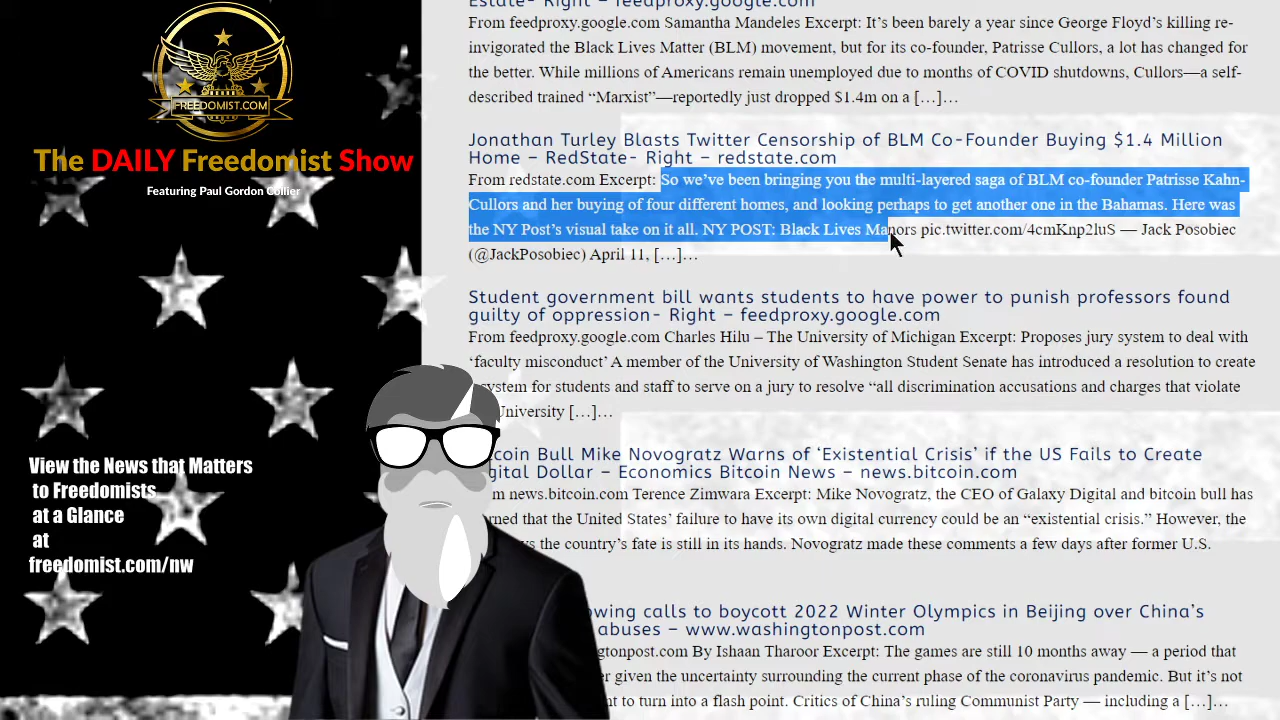 FREEDOMIST.COM
The DAILY Freedomist Show
Featuring Paul Gordon Collier
View the News that Matters
to Freedomists
at a Glance
at
freedomist.com/nw
Estate- Right – feedproxy.google.com
From feedproxy.google.com Samantha Mandeles Excerpt: It’s been barely a year since George Floyd’s killing re-
invigorated the Black Lives Matter (BLM) movement, but for its co-founder, Patrisse Cullors, a lot has changed for
the better. While millions of Americans remain unemployed due to months of COVID shutdowns, Cullors—a self-
described trained “Marxist”—reportedly just dropped $1.4m on a […]…
Jonathan Turley Blasts Twitter Censorship of BLM Co-Founder Buying $1.4 Million
Home – RedState- Right – redstate.com
From redstate.com Excerpt: So we’ve been bringing you the multi-layered saga of BLM co-founder Patrisse Kahn-
Cullors and her buying of four different homes, and looking perhaps to get another one in the Bahamas. Here was
the NY Post’s visual take on it all. NY POST: Black Lives Manors pic.twitter.com/4cmKnp2luS — Jack Posobiec
(@JackPosobiec) April 11, […]…
Student government bill wants students to have power to punish professors found
guilty of oppression- Right – feedproxy.google.com
From feedproxy.google.com Charles Hilu – The University of Michigan Excerpt: Proposes jury system to deal with
‘faculty misconduct’ A member of the University of Washington Student Senate has introduced a resolution to create
system for students and staff to serve on a jury to resolve “all discrimination accusations and charges that violate
University […]…
coin Bull Mike Novogratz Warns of ‘Existential Crisis’ if the US Fails to Create
gital Dollar – Economics Bitcoin News – news.bitcoin.com
m news.bitcoin.com Terence Zimwara Excerpt: Mike Novogratz, the CEO of Galaxy Digital and bitcoin bull has
rned that the United States’ failure to have its own digital currency could be an “existential crisis.” However, the
ys the country’s fate is still in its hands. Novogratz made these comments a few days after former U.S.
owing calls to boycott 2022 Winter Olympics in Beijing over China’s
abuses – www.washingtonpost.com
gtonpost.com By Ishaan Tharoor Excerpt: The games are still 10 months away — a period that
er given the uncertainty surrounding the current phase of the coronavirus pandemic. But it’s not
nt to turn into a flash point. Critics of China’s ruling Communist Party — including a […]…